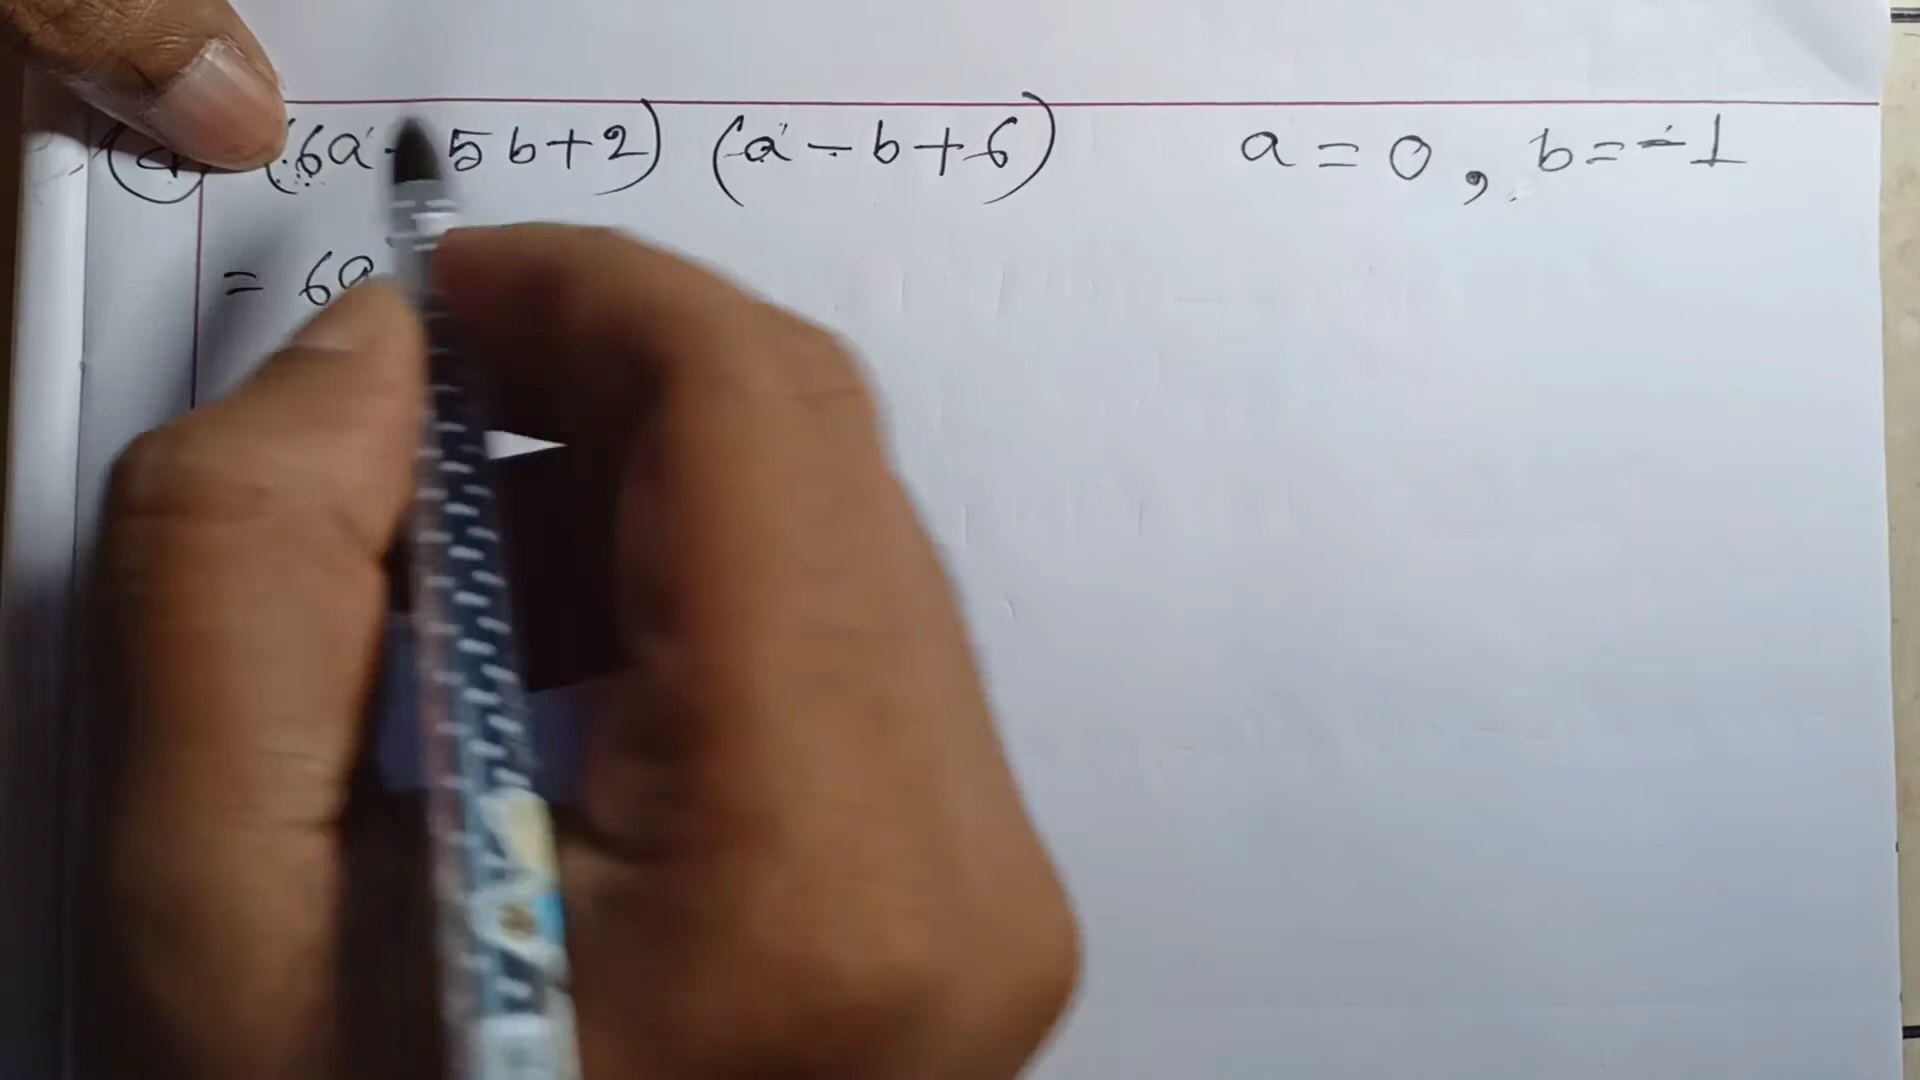 (6a - 5b+2) (a - b + 6) a = 0, b = -1
= 6a